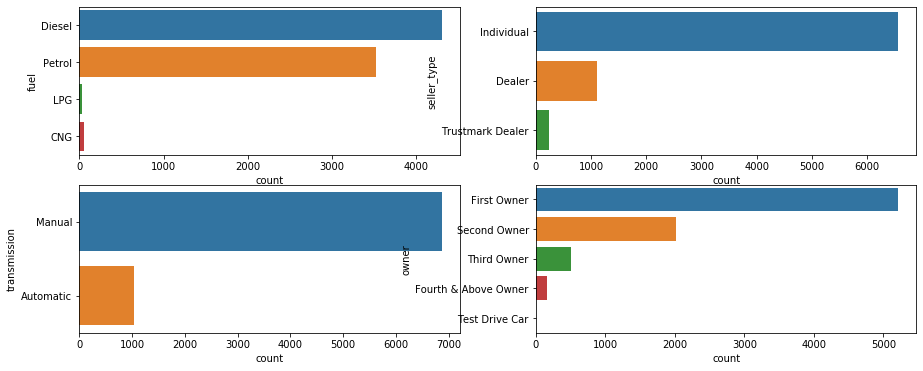 Diesel
Petrol
LPG
CNG
fuel
0 1000 2000 3000 4000
count
Individual
Dealer
Trustmark Dealer
seller_type
0 1000 2000 3000 4000 5000 6000
count
Manual
Automatic
transmission
0 1000 2000 3000 4000 5000 6000 7000
count
First Owner
Second Owner
Third Owner
Fourth & Above Owner
Test Drive Car
owner
0 1000 2000 3000 4000 5000
count